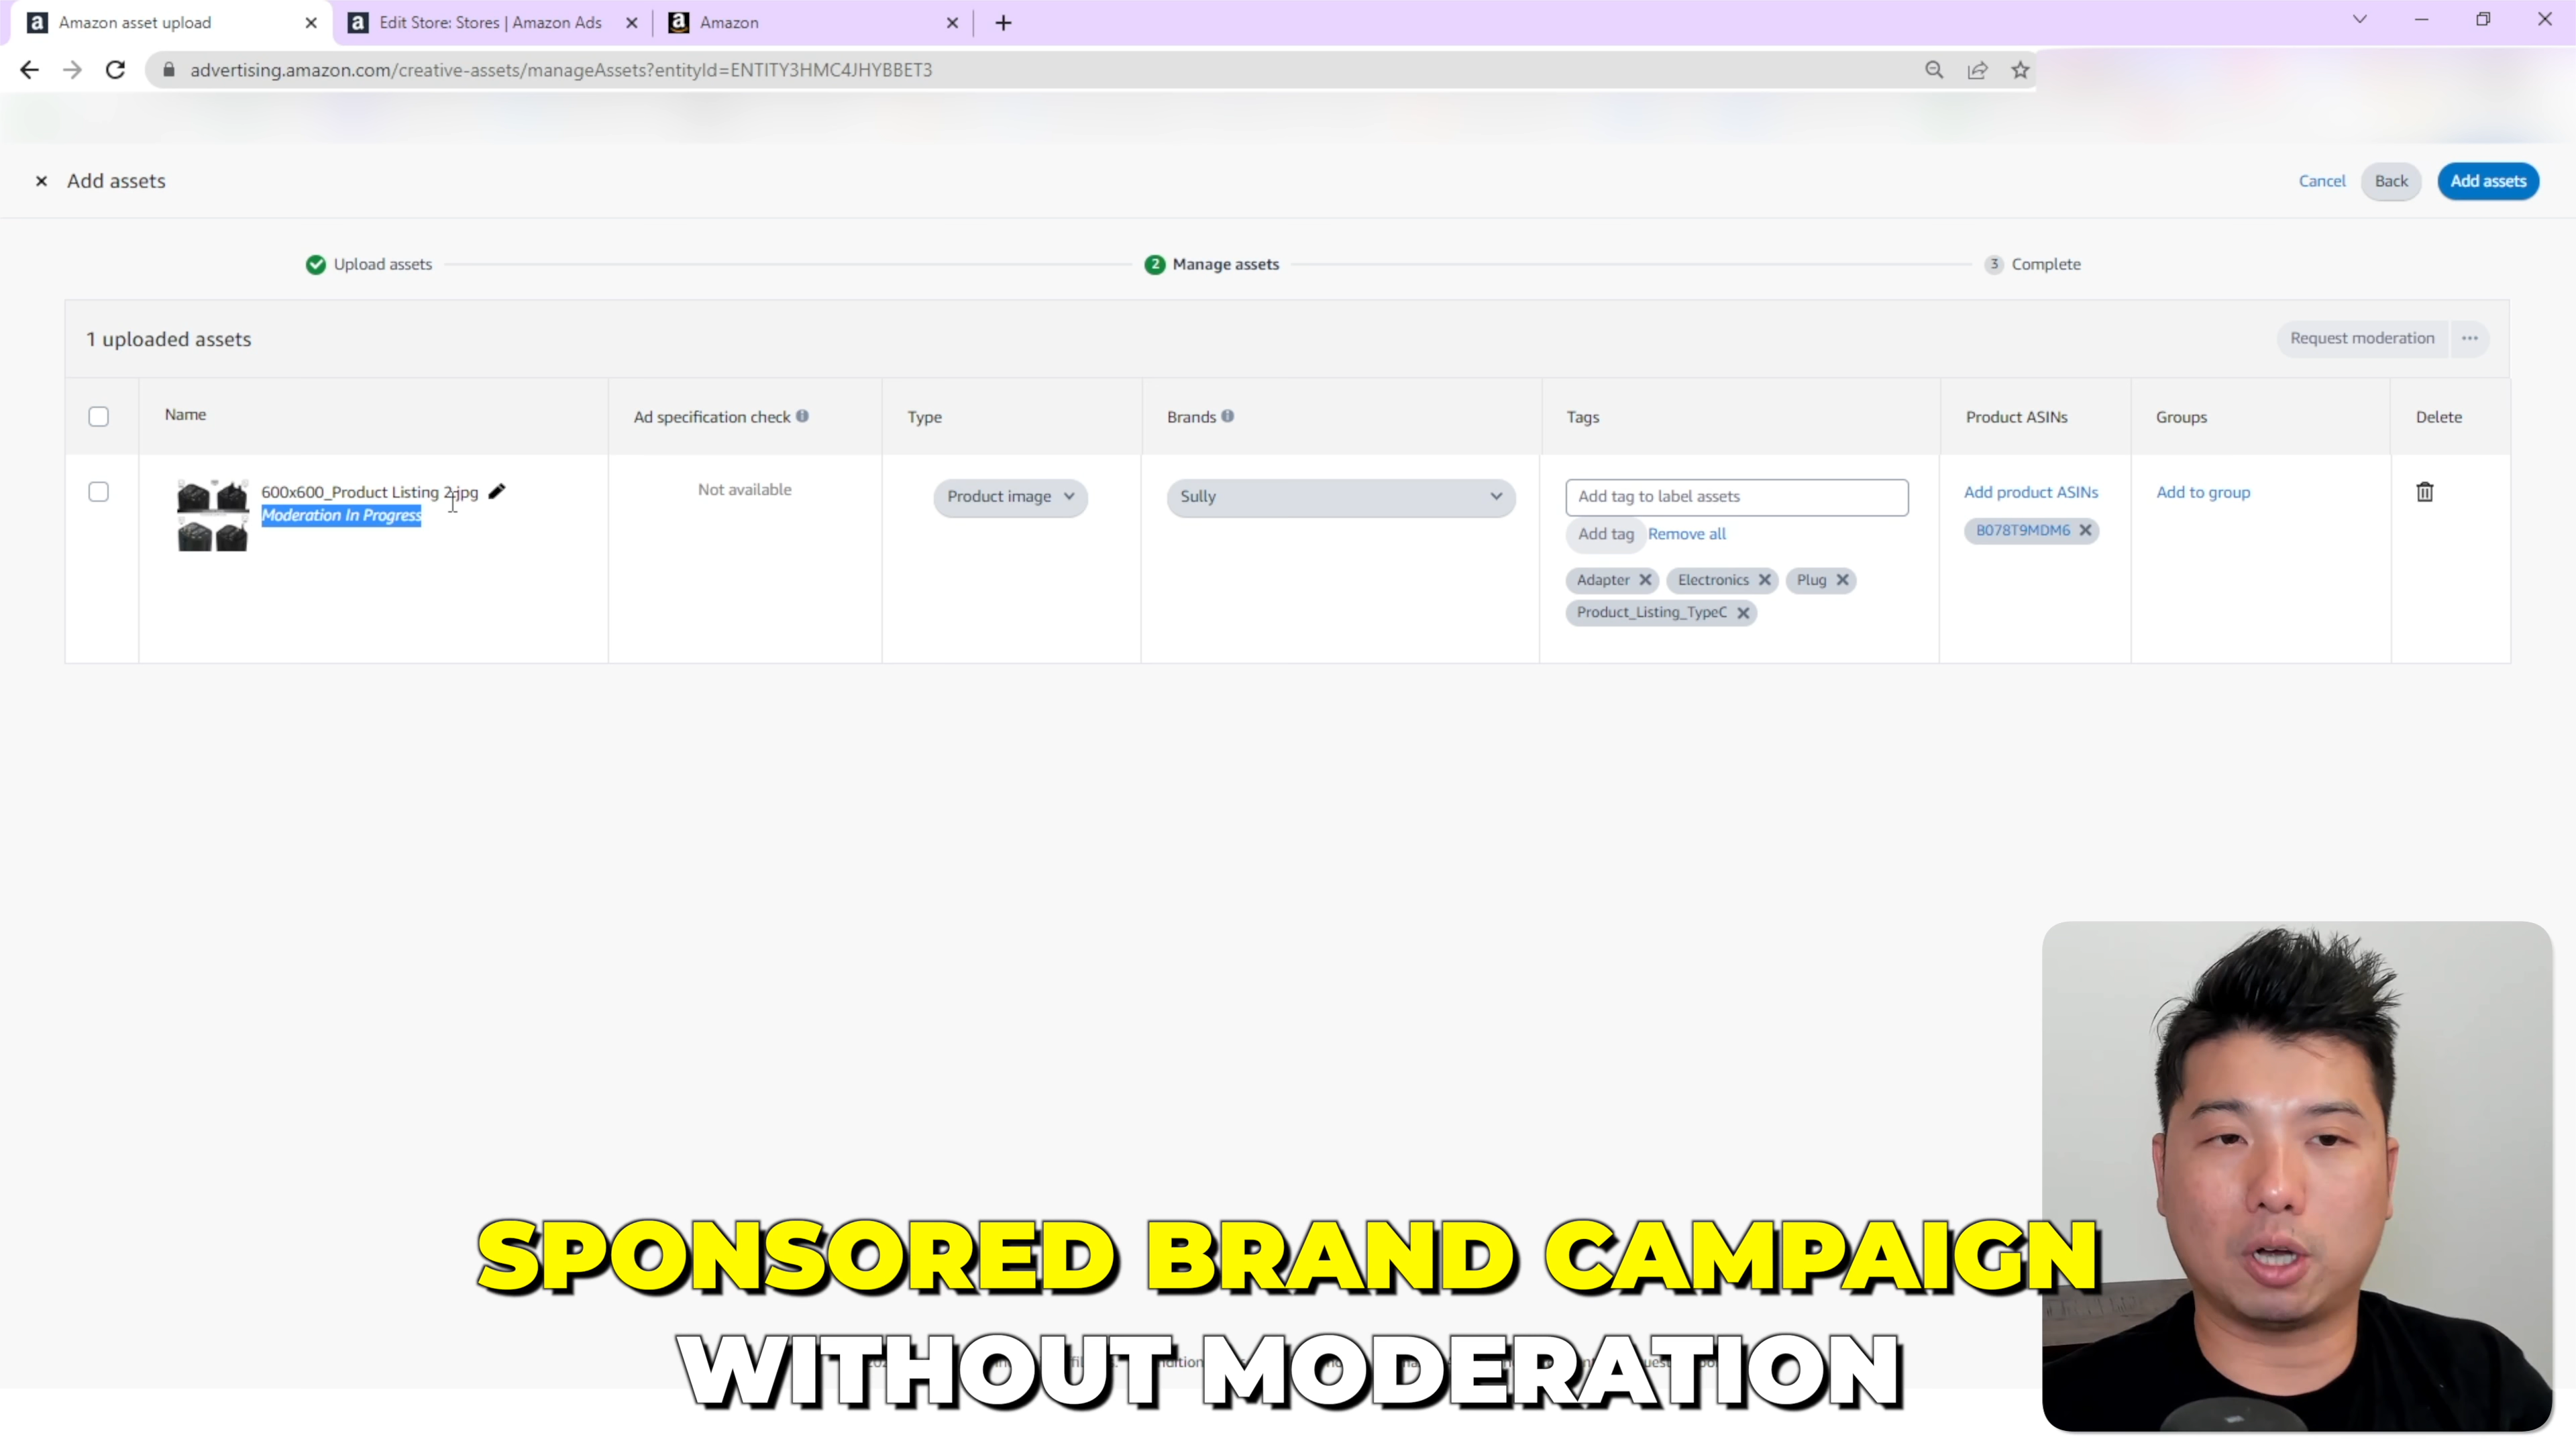 Amazon asset upload
Edit Store: Stores | Amazon Ads
Amazon
advertising.amazon.com/creative-assets/manageAssets?entityId=ENTITY3HMC4JHYBBET3
Add assets
Cancel
Back
Add assets
Upload assets
2 Manage assets
3 Complete
1 uploaded assets
Request moderation
Name
Ad specification check
Type
Brands
Tags
Product ASINs
Groups
Delete
600x600_Product Listing 2.jpg
Moderation In Progress
Not available
Product image
Sully
Add tag to label assets
Add tag
Remove all
Adapter
Electronics
Plug
Product_Listing_TypeC
Add product ASINs
B078T9MDM6
Add to group
SPONSORED BRAND CAMPAIGN
WITHOUT MODERATION